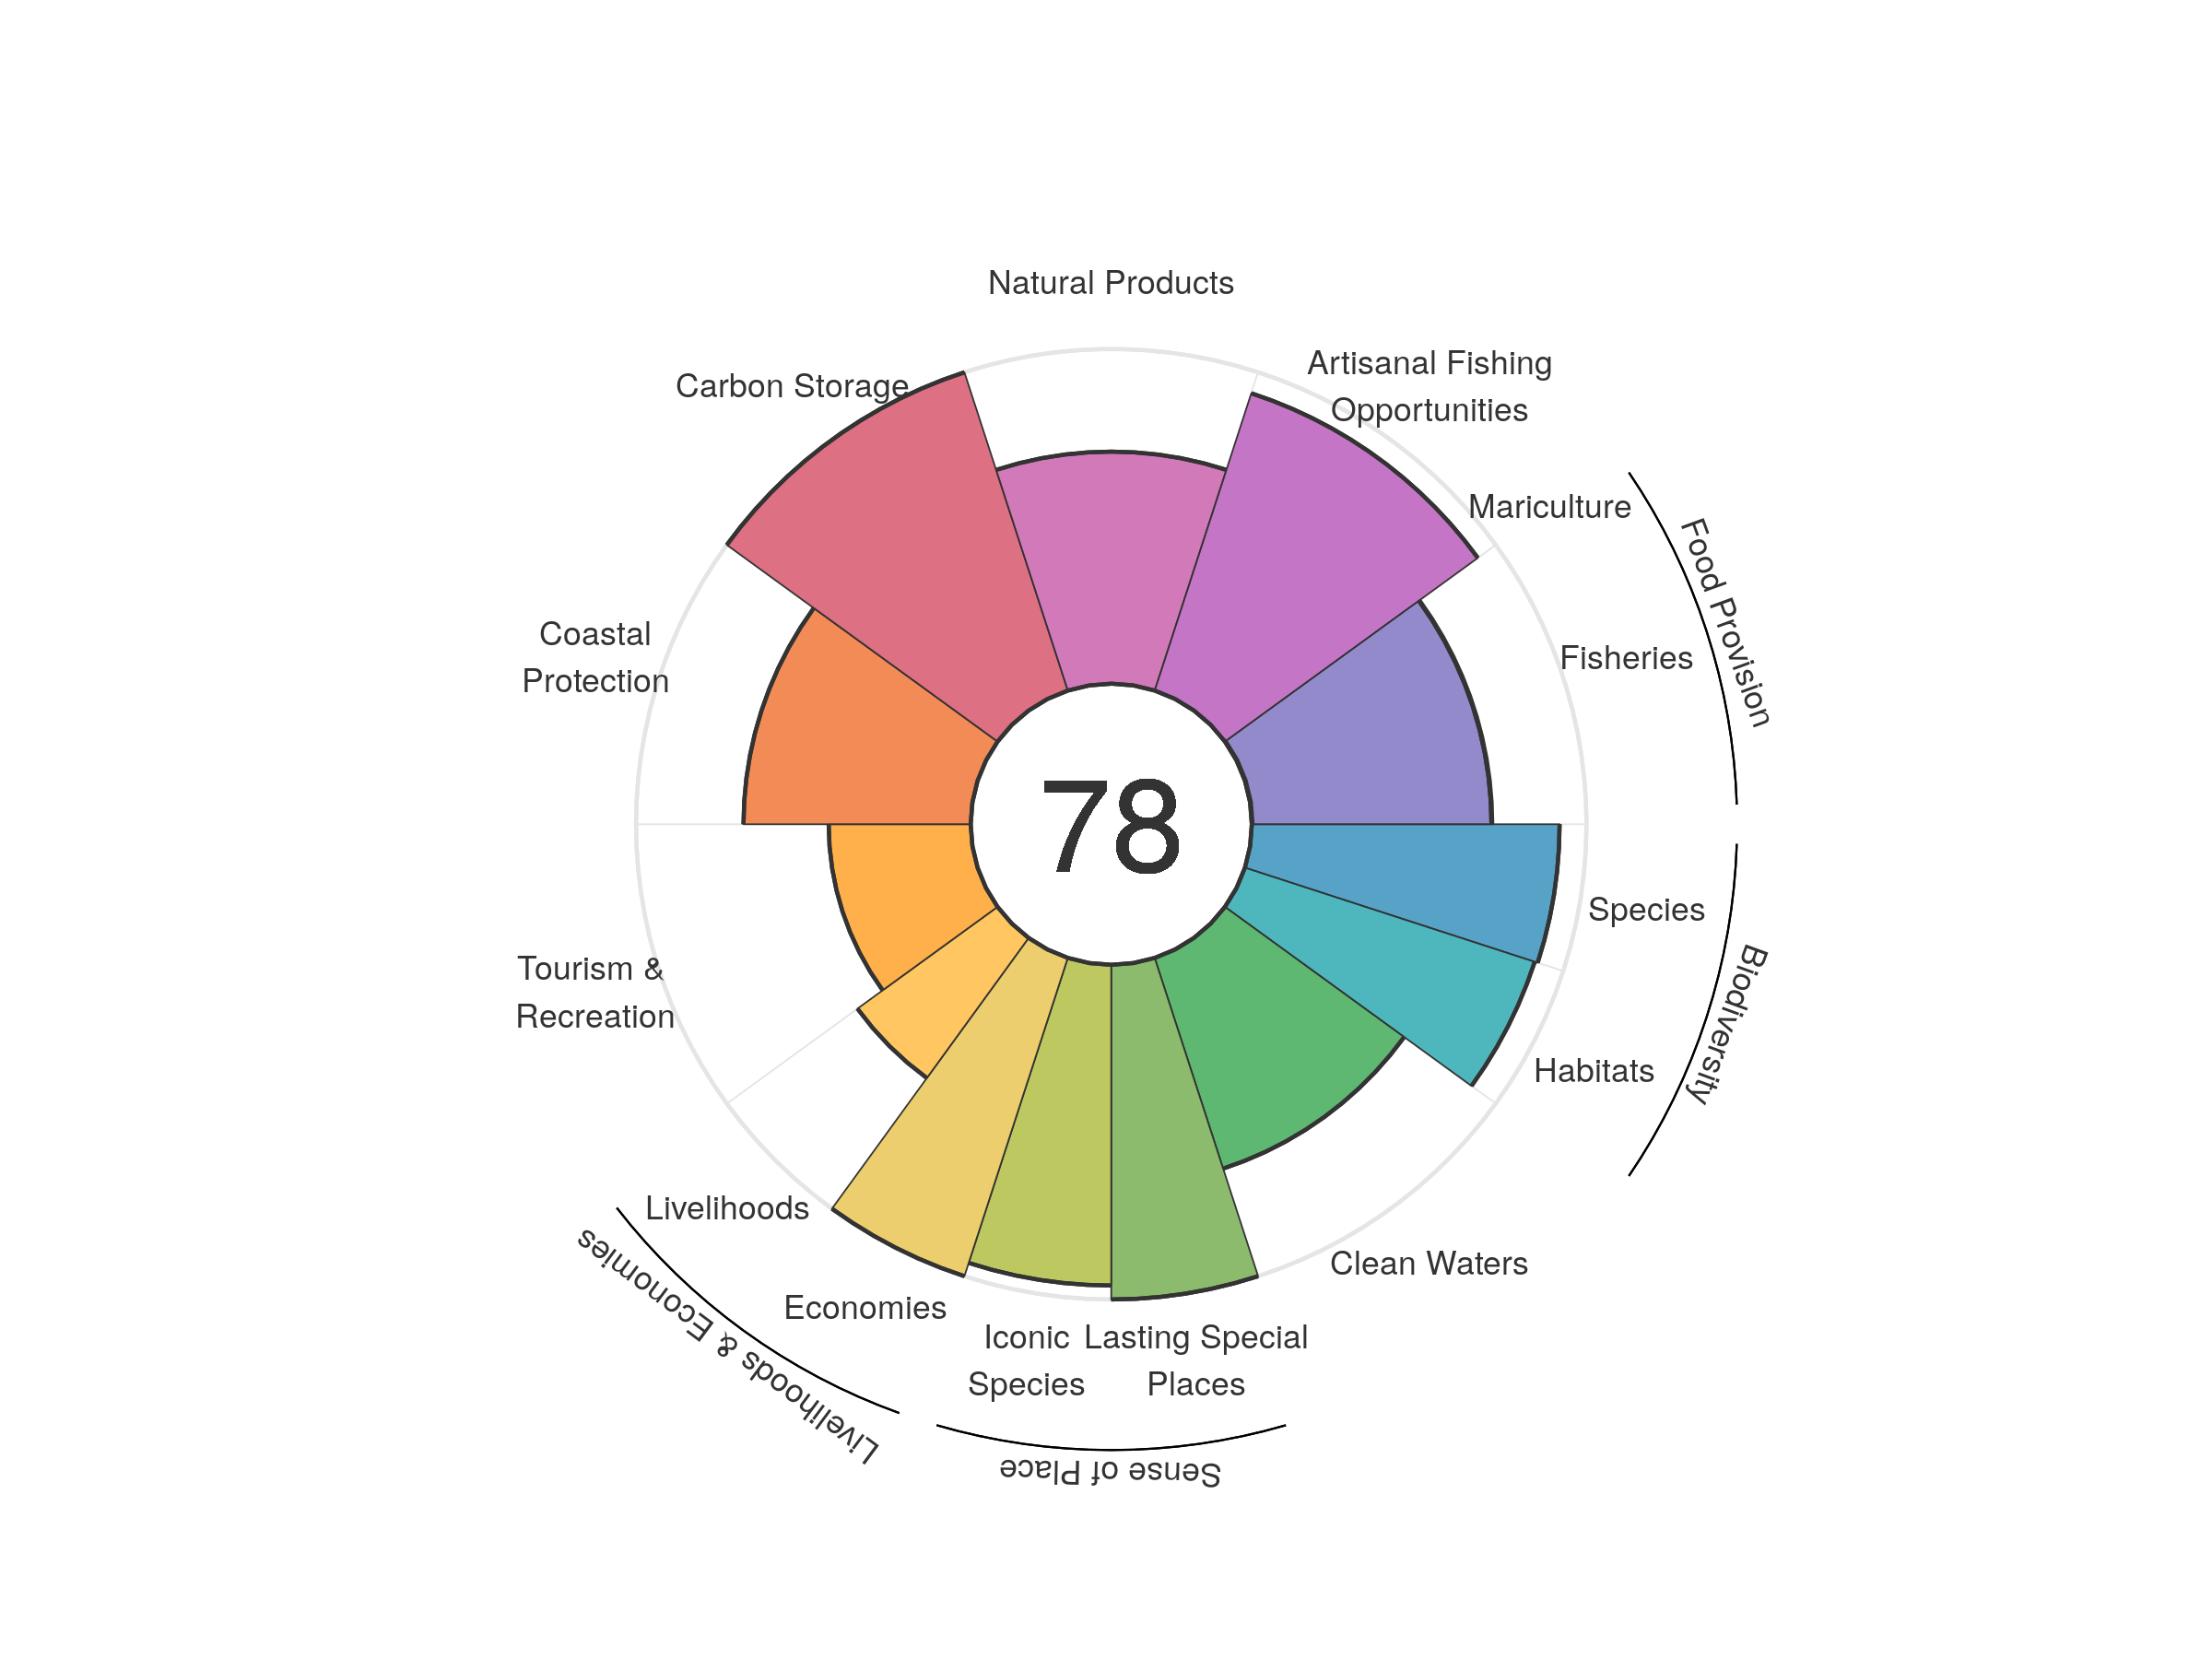 Natural Products
Artisanal Fishing
Opportunities
Carbon Storage
Mariculture
Food Provision
Coastal
Protection
Fisheries
78
Species
Biodiversity
Tourism &
Recreation
Habitats
Livelihoods
Clean Waters
Livelihoods & Economies
Economies
Iconic
Species
Lasting Special
Places
Sense of Place